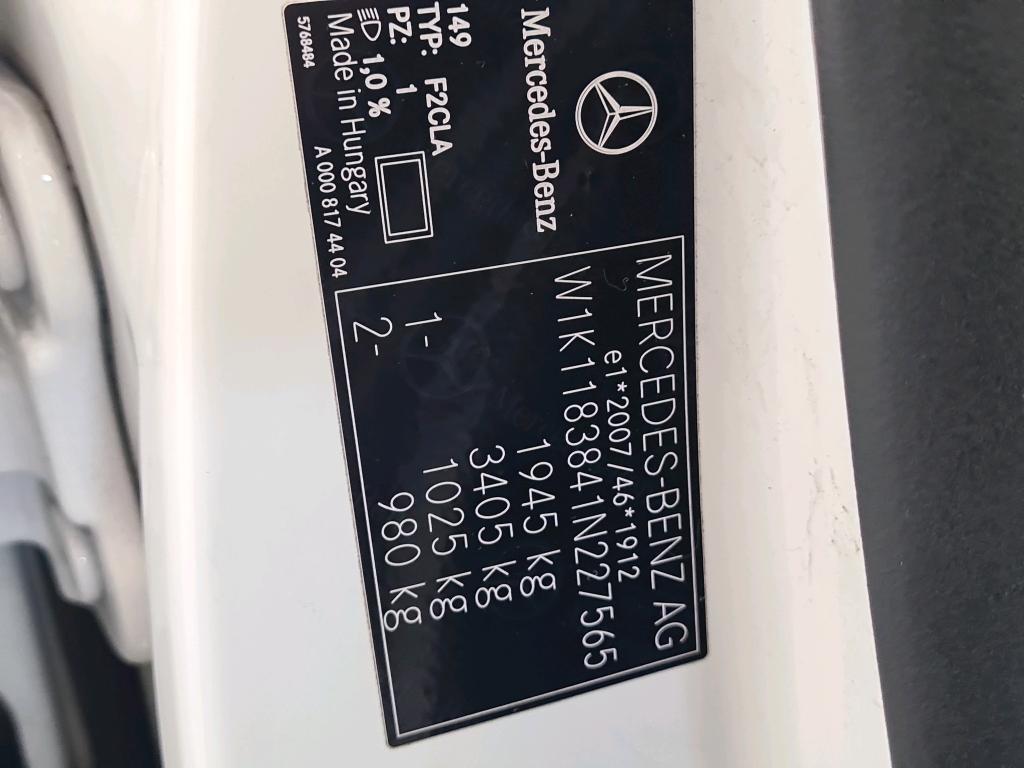 Mercedes-Benz
149
TYP: F2CLA
PZ: 1
1,0 %
Made in Hungary
5768484
A 000 817 44 04
MERCEDES-BENZ AG
e1*2007/46*1912
W1K1183841N227565
1945 kg
3405 kg
1- 1025 kg
2- 980 kg